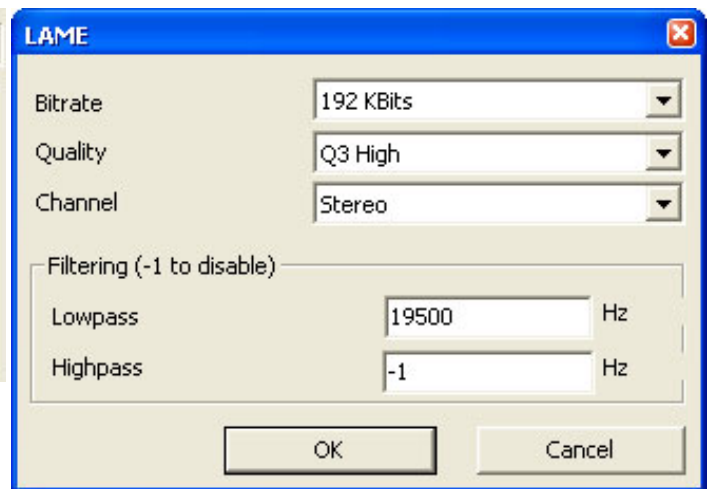 LAME
Bitrate 192 KBits
Quality Q3 High
Channel Stereo
Filtering (-1 to disable)
Lowpass 19500 Hz
Highpass -1 Hz
OK Cancel